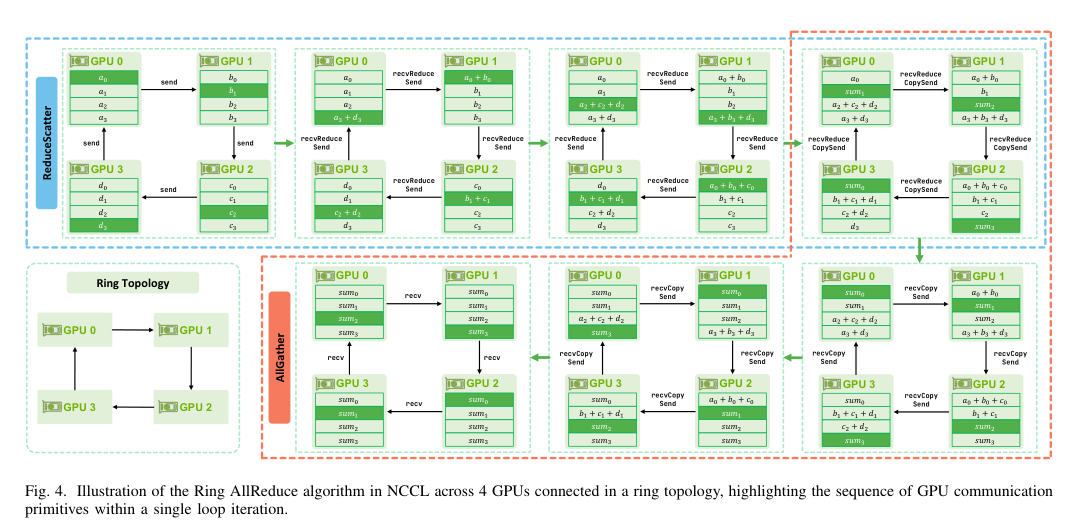 ReduceScatter
GPU 0
a₀
a₁
a₂
a₃
send
GPU 1
b₀
b₁
b₂
b₃
send
send
GPU 3
d₀
d₁
d₂
d₃
send
GPU 2
c₀
c₁
c₂
c₃
GPU 0
a₀
a₁
a₂
a₃ + d₃
recvReduce
Send
GPU 1
a₀ + b₀
b₁
b₂
b₃
recvReduce
Send
recvReduce
Send
GPU 3
d₀
d₁
c₂ + d₂
d₃
recvReduce
Send
GPU 2
c₀
b₁ + c₁
c₂
c₃
GPU 0
a₀
a₁
a₂ + c₂ + d₂
a₃ + d₃
recvReduce
Send
GPU 1
a₀ + b₀
b₁
b₂
a₃ + b₃ + d₃
recvReduce
Send
recvReduce
Send
GPU 3
d₀
b₁ + c₁ + d₁
c₂ + d₂
d₃
recvReduce
Send
GPU 2
a₀ + b₀ + c₀
b₁ + c₁
c₂
c₃
GPU 0
a₀
sum₁
a₂ + c₂ + d₂
a₃ + d₃
recvReduce
CopySend
GPU 1
a₀ + b₀
b₁
sum₂
a₃ + b₃ + d₃
recvReduce
CopySend
recvReduce
CopySend
GPU 3
sum₀
b₁ + c₁ + d₁
c₂ + d₂
d₃
recvReduce
CopySend
GPU 2
a₀ + b₀ + c₀
b₁ + c₁
c₂
sum₃
Ring Topology
GPU 0
GPU 1
GPU 3
GPU 2
AllGather
GPU 0
sum₀
sum₁
sum₂
sum₃
recv
GPU 1
sum₀
sum₁
sum₂
sum₃
recv
recv
GPU 3
sum₀
sum₁
sum₂
sum₃
recv
GPU 2
sum₀
sum₁
sum₂
sum₃
GPU 0
sum₀
sum₁
a₂ + c₂ + d₂
sum₃
recvCopy
Send
GPU 1
sum₀
sum₁
sum₂
a₃ + b₃ + d₃
recvCopy
Send
recvCopy
Send
GPU 3
sum₀
b₁ + c₁ + d₁
sum₂
sum₃
recvCopy
Send
GPU 2
a₀ + b₀ + c₀
sum₁
sum₂
sum₃
GPU 0
sum₀
sum₁
a₂ + c₂ + d₂
a₃ + d₃
recvCopy
Send
GPU 1
a₀ + b₀
sum₁
sum₂
a₃ + b₃ + d₃
recvCopy
Send
recvCopy
Send
GPU 3
sum₀
b₁ + c₁ + d₁
c₂ + d₂
sum₃
recvCopy
Send
GPU 2
a₀ + b₀ + c₀
b₁ + c₁
sum₂
sum₃
Fig. 4. Illustration of the Ring AllReduce algorithm in NCCL across 4 GPUs connected in a ring topology, highlighting the sequence of GPU communication
primitives within a single loop iteration.